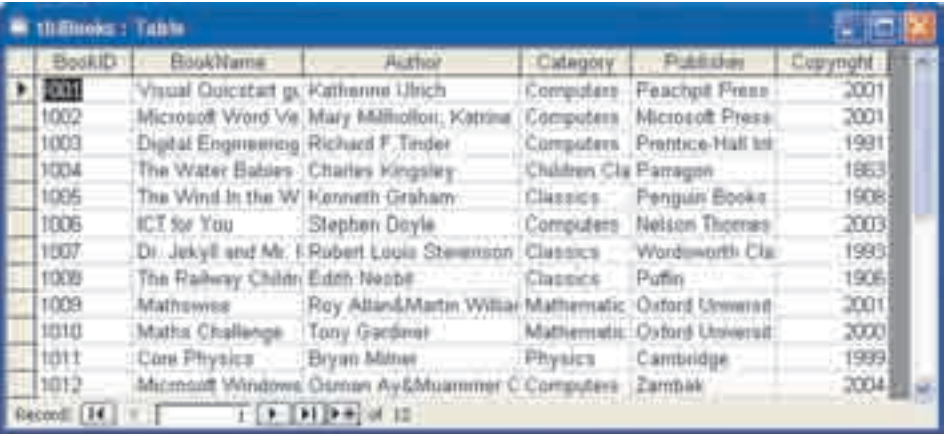 tblBooks : Table
BookID BookName Author Category Publisher Copyright
1001 Visual Quicstart gu Katherine Ulrich Computers Peachpit Press 2001
1002 Microsoft Word Ve Mary Millhollon, Katrina Computers Microsoft Press 2001
1003 Digital Engineering Richard F.Tinder Computers Prentice-Hall Int 1991
1004 The Water Babies Charles Kingsley Children Cla Parragon 1863
1005 The Wind In the W Kenneth Graham Classics Penguin Books 1908
1006 ICT for You Stephen Doyle Computers Nelson Thornes 2003
1007 Dr. Jekyll and Mr. Robert Louis Stevenson Classics Wordsworth Cla 1993
1008 The Railway Childr Edith Nesbit Classics Puffin 1906
1009 Mathswise Roy Allan&Martin Williar Mathematic Oxford Universit 2001
1010 Maths Challenge Tony Gardiner Mathematic Oxford Universit 2000
1011 Core Physics Bryan Milner Physics Cambridge 1999
1012 Microsoft Windows Osman Ay&Muammer C Computers Zambak 2004
Record: 1 of 12